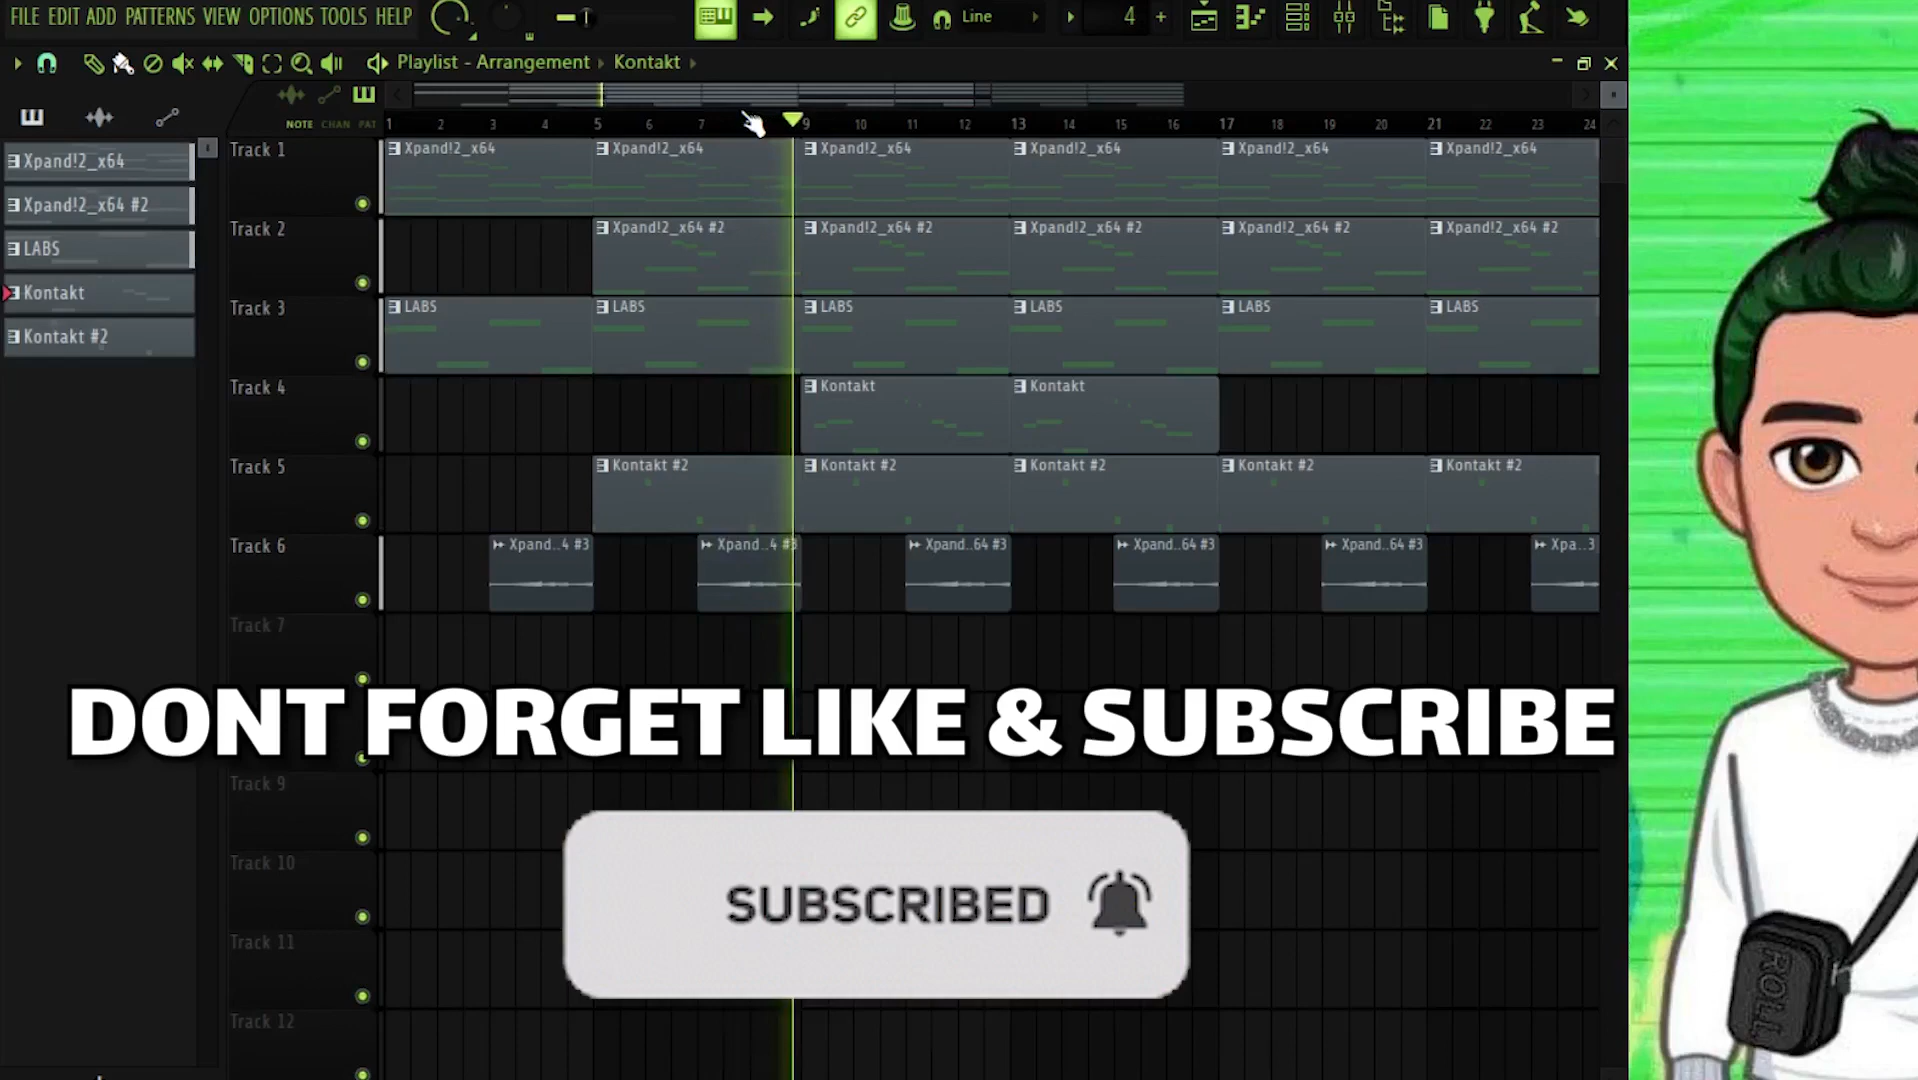 FILE EDIT ADD PATTERNS VIEW OPTIONS TOOLS HELP
Line
4
Playlist - Arrangement › Kontakt ›
NOTE CHAN PAT
1 2 3 4 5 6 7 9 10 11 12 13 14 15 16 17 18 19 20 21 22 23 24
Xpand!2_x64
Xpand!2_x64 #2
LABS
Kontakt
Kontakt #2
Track 1
Xpand!2_x64 Xpand!2_x64 Xpand!2_x64 Xpand!2_x64 Xpand!2_x64 Xpand!2_x64
Track 2
Xpand!2_x64 #2 Xpand!2_x64 #2 Xpand!2_x64 #2 Xpand!2_x64 #2 Xpand!2_x64 #2
Track 3
LABS LABS LABS LABS LABS LABS
Track 4
Kontakt Kontakt
Track 5
Kontakt #2 Kontakt #2 Kontakt #2 Kontakt #2 Kontakt #2
Track 6
Xpand..4 #3 Xpand..4 #3 Xpand..64 #3 Xpand..64 #3 Xpand..64 #3 Xpa..3
Track 7
DONT FORGET LIKE & SUBSCRIBE
Track 9
SUBSCRIBED
Track 10
Track 11
Track 12
ROLL